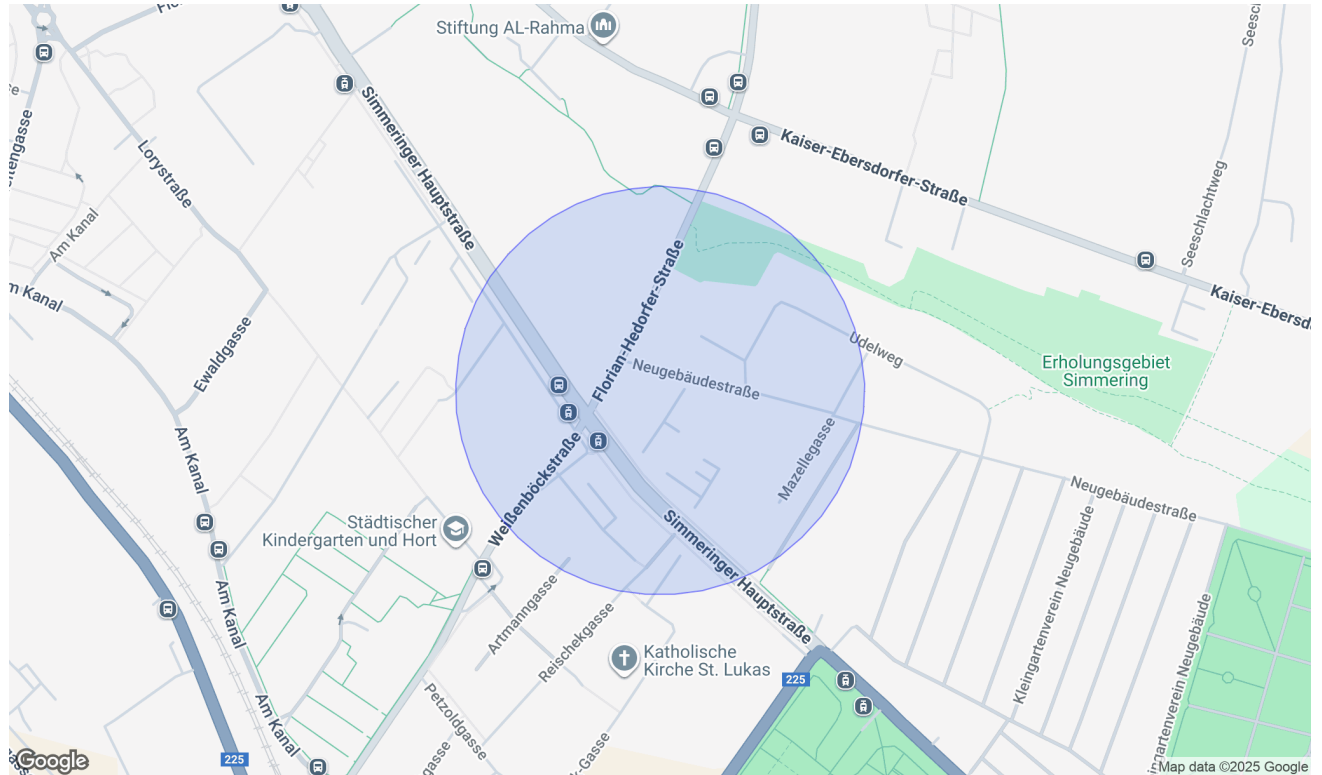 Stiftung AL-Rahma
Simmeringer Hauptstraße
Lorystraße
Am Kanal
Kaiser-Ebersdorfer-Straße
Seeschlachtweg
Florian-Hedorfer-Straße
Ewaldgasse
Udelweg
Neugebäudestraße
Erholungsgebiet
Simmering
Kaiser-Ebersd
Mazellegasse
Am Kanal
Weißenböckstraße
Städtischer
Kindergarten und Hort
Simmeringer Hauptstraße
Neugebäudestraße
Kleingartenverein Neugebäude
Am Kanal
Artmanngasse
Reischekgasse
Katholische
Kirche St. Lukas
225
Petzoldgasse
Am Kanal
225
Google
Map data ©2025 Google